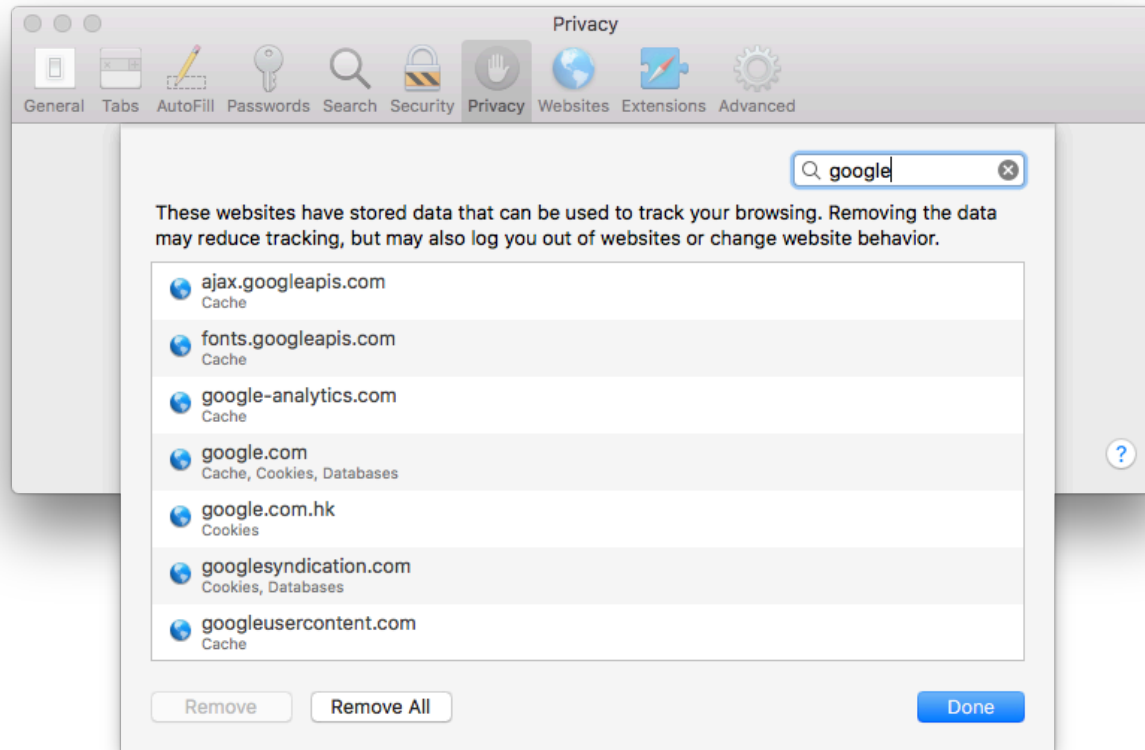 Privacy
General Tabs AutoFill Passwords Search Security Privacy Websites Extensions Advanced
google
These websites have stored data that can be used to track your browsing. Removing the data
may reduce tracking, but may also log you out of websites or change website behavior.
ajax.googleapis.com
Cache
fonts.googleapis.com
Cache
google-analytics.com
Cache
google.com
Cache, Cookies, Databases
google.com.hk
Cookies
googlesyndication.com
Cookies, Databases
googleusercontent.com
Cache
?
Remove Remove All Done